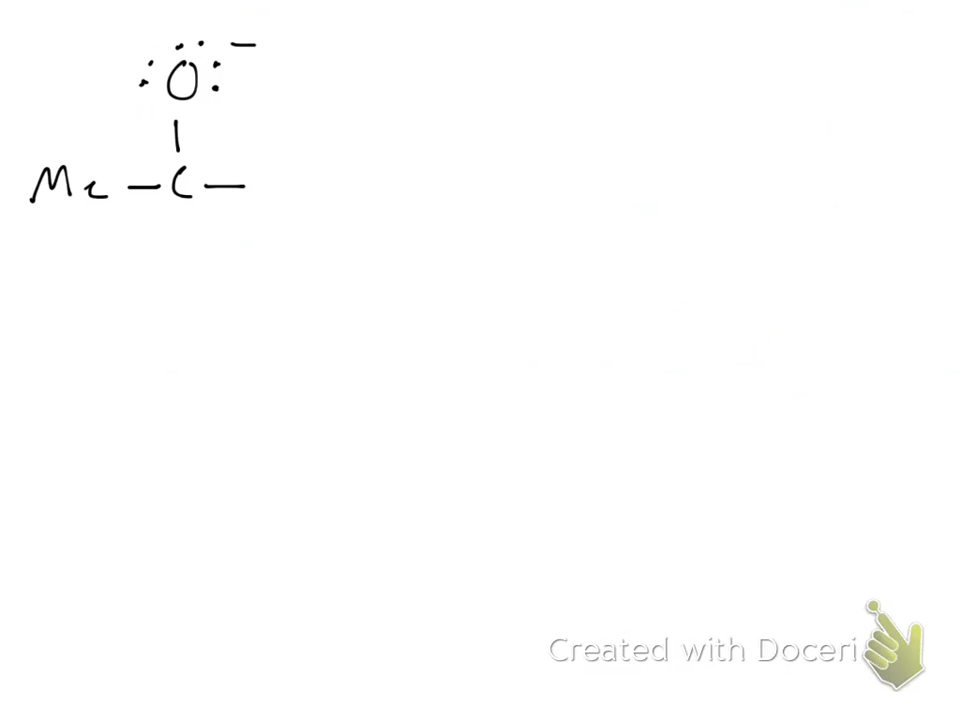 :Ö:⁻
|
Me – C –
Created with Doceri